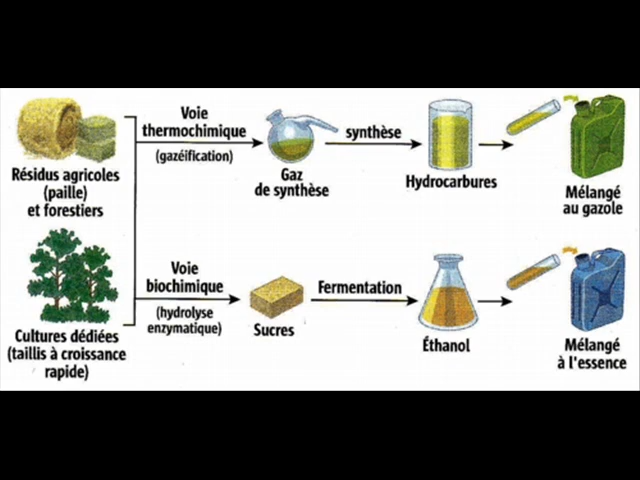 Résidus agricoles
(paille)
et forestiers
Voie
thermochimique
(gazéification)
Gaz
de synthèse
synthèse
Hydrocarbures
Mélangé
au gazole
Cultures dédiées
(taillis à croissance
rapide)
Voie
biochimique
(hydrolyse
enzymatique)
Sucres
Fermentation
Éthanol
Mélangé
à l'essence